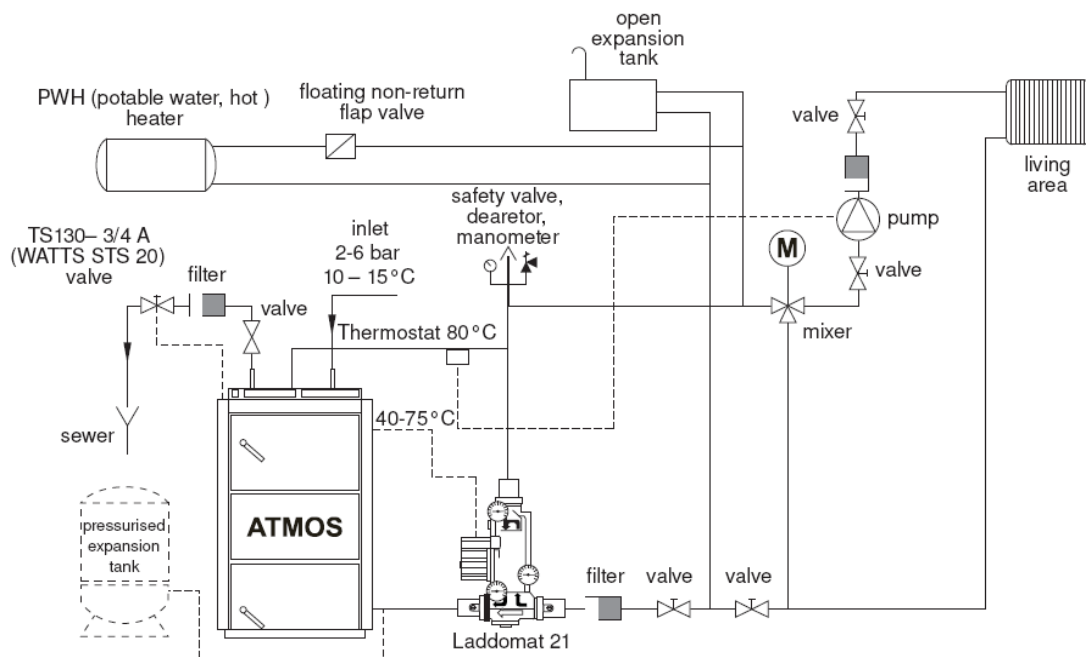 open
expansion
tank
PWH (potable water, hot )
heater
floating non-return
flap valve
valve
living
area
safety valve,
dearetor,
manometer
pump
TS130– 3/4 A
(WATTS STS 20)
valve
filter
inlet
2-6 bar
10 – 15°C
M
valve
valve
mixer
Thermostat 80°C
40-75°C
sewer
pressurised
expansion
tank
ATMOS
filter
valve
valve
Laddomat 21